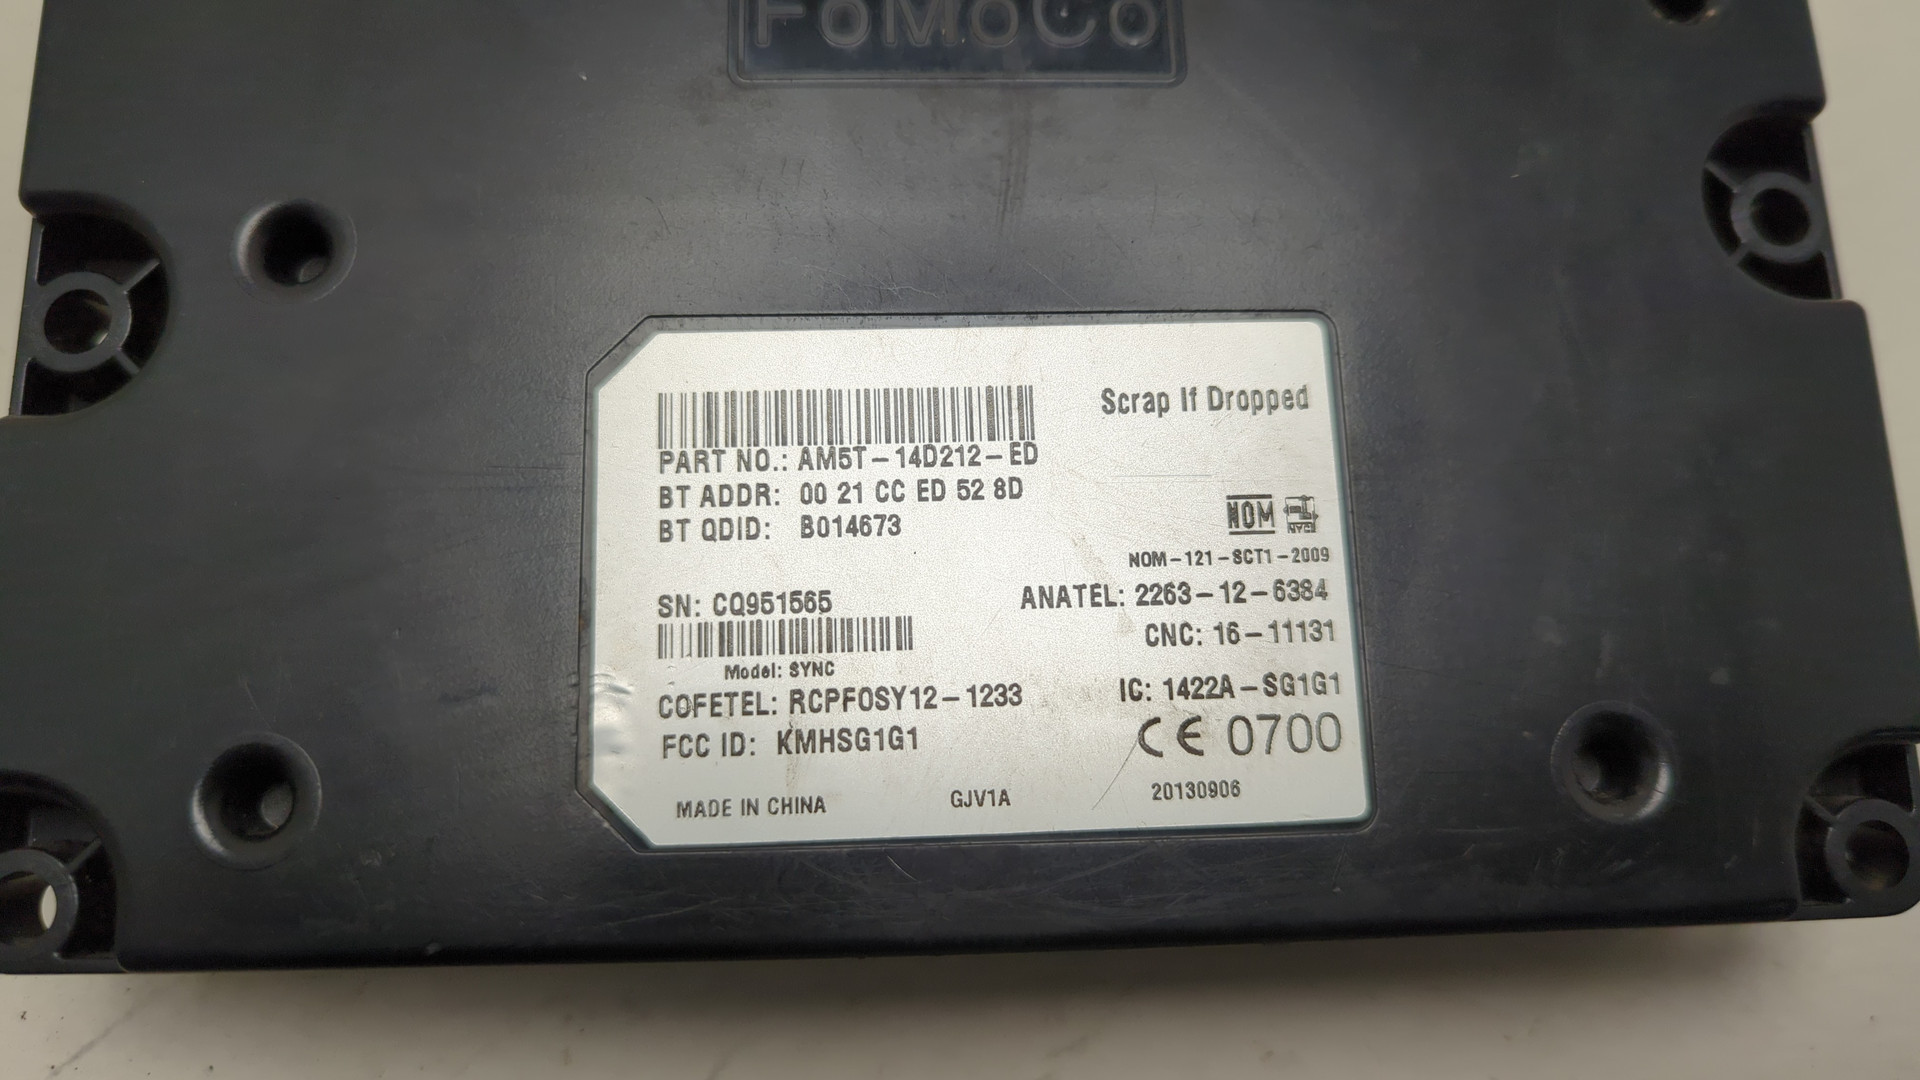 FoMoCo
Scrap If Dropped
PART NO.: AM5T-14D212-ED
BT ADDR: 00 21 CC ED 52 8D
BT QDID: B014673
NOM NYCE
NOM-121-SCT1-2009
SN: CQ951565
ANATEL: 2263-12-6384
CNC: 16-11131
Model: SYNC
COFETEL: RCPFOSY12-1233
IC: 1422A-SG1G1
FCC ID: KMHSG1G1
CE 0700
MADE IN CHINA
GJV1A
20130906